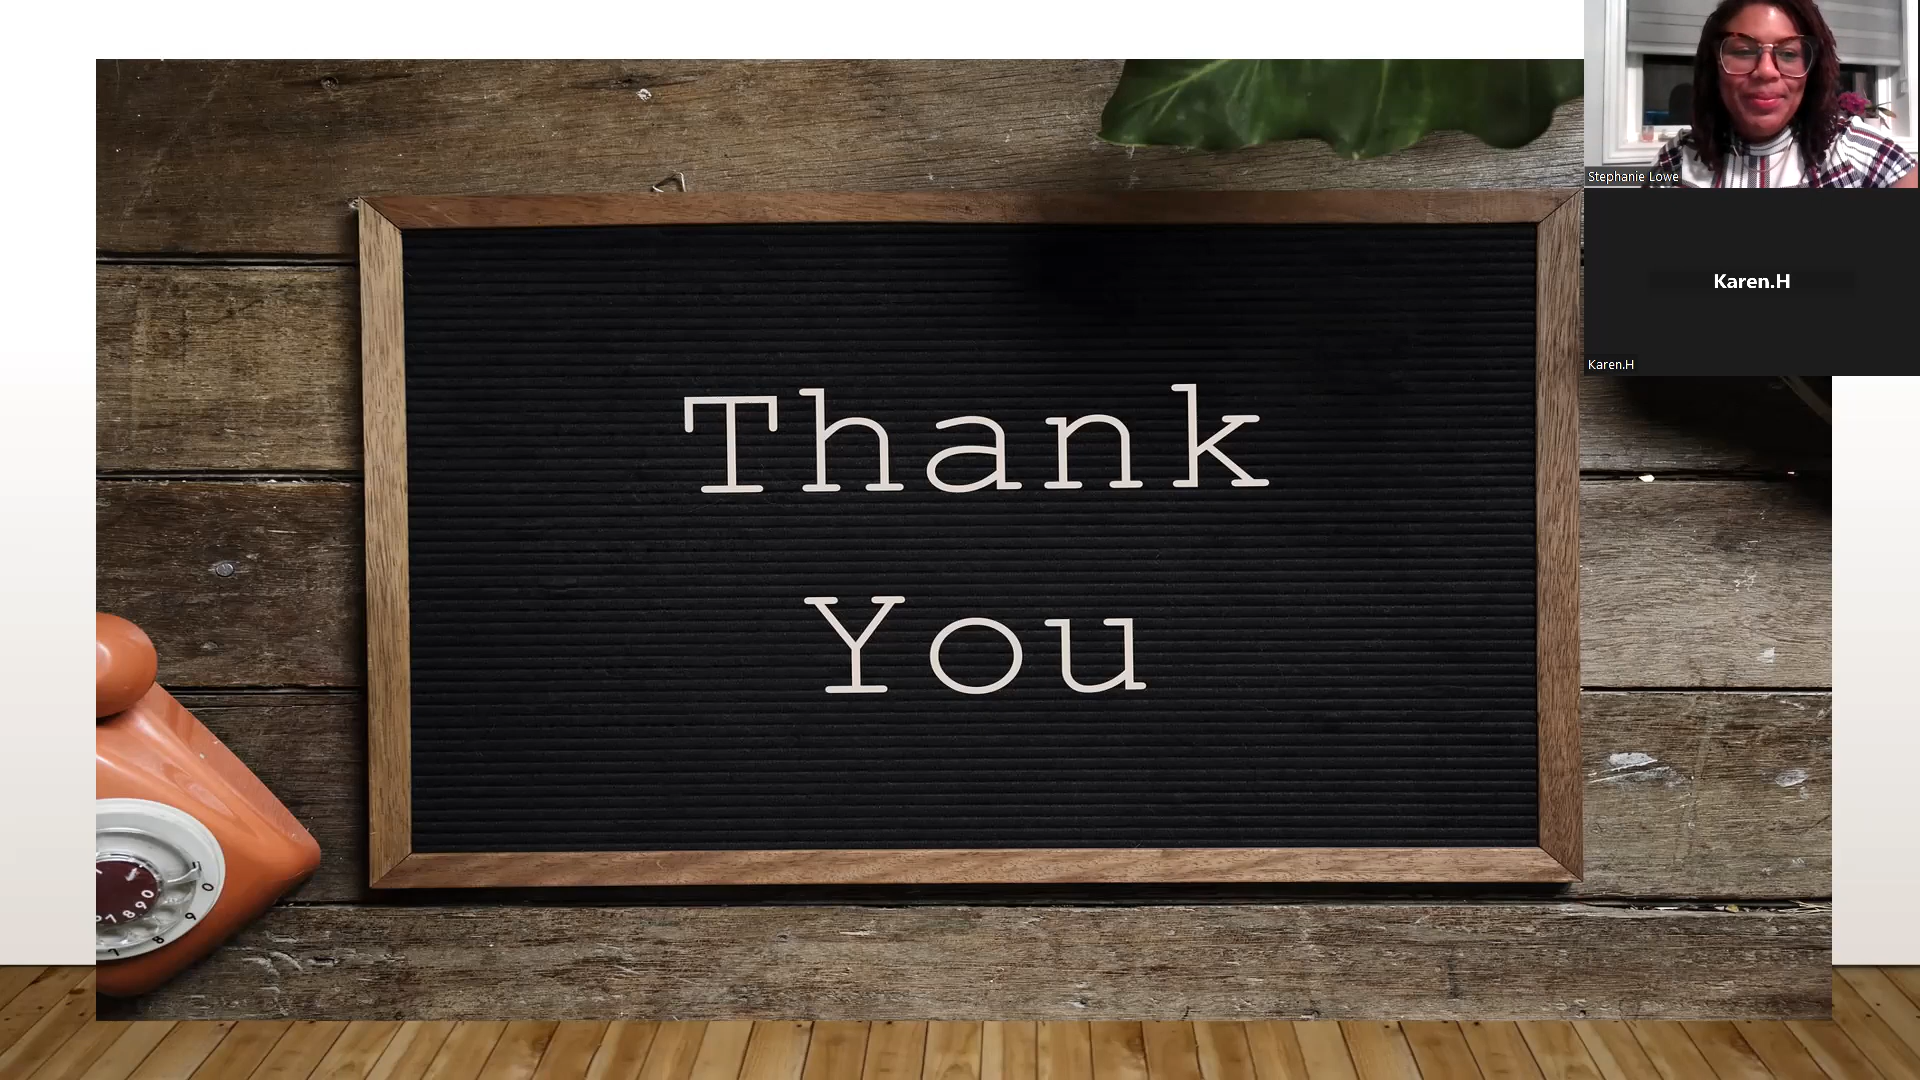 Thank
You
Stephanie Lowe
Karen.H
Karen.H